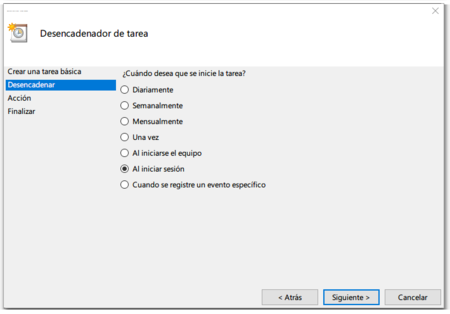 Desencadenador de tarea
Crear una tarea básica
Desencadenar
Acción
Finalizar
¿Cuándo desea que se inicie la tarea?
Diariamente
Semanalmente
Mensualmente
Una vez
Al iniciarse el equipo
Al iniciar sesión
Cuando se registre un evento específico
< Atrás
Siguiente >
Cancelar